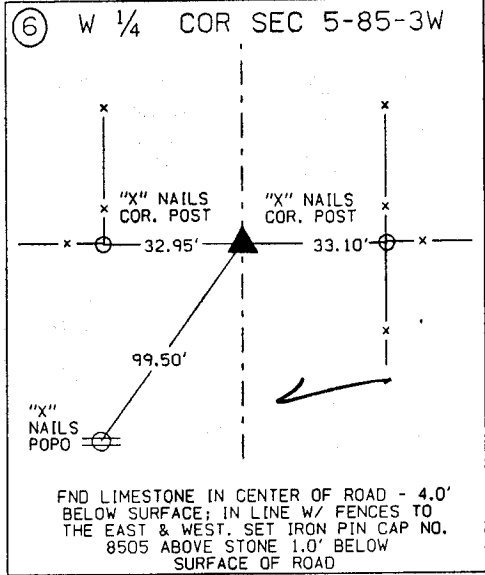 6 W 1/4 COR SEC 5-85-3W
"X" NAILS
COR. POST
"X" NAILS
COR. POST
32.95'
33.10'
99.50'
"X"
NAILS
POPO
FND LIMESTONE IN CENTER OF ROAD - 4.0'
BELOW SURFACE; IN LINE W/ FENCES TO
THE EAST & WEST. SET IRON PIN CAP NO.
8505 ABOVE STONE 1.0' BELOW
SURFACE OF ROAD